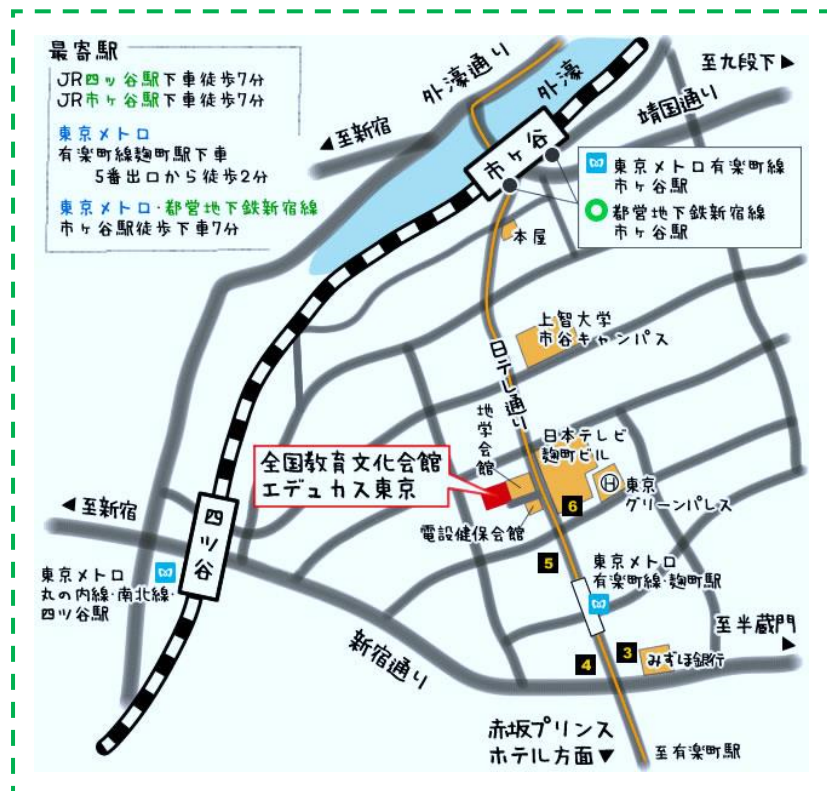 最寄駅
JR四ッ谷駅下車徒歩7分
JR市ヶ谷駅下車徒歩7分
東京メトロ
有楽町線麹町駅下車
5番出口から徒歩2分
東京メトロ・都営地下鉄新宿線
市ヶ谷駅徒歩下車7分
外濠通り
外濠
至九段下▶
靖国通り
◀至新宿
市ヶ谷
東京メトロ有楽町線
市ヶ谷駅
都営地下鉄新宿線
市ヶ谷駅
本屋
上智大学
市谷キャンパス
日テレ通り
地学会館
日本テレビ
麹町ビル
全国教育文化会館
エデュカス東京
H
東京
グリーンパレス
6
電設健保会館
◀至新宿
四ッ谷
5
東京メトロ
有楽町線・麹町駅
東京メトロ
丸の内線・南北線・
四ッ谷駅
新宿通り
至半蔵門
▶
4
3
みずほ銀行
赤坂プリンス
ホテル方面▼
至有楽町駅